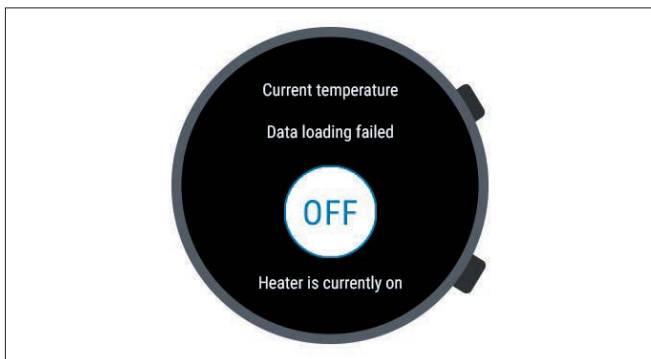 Current temperature
Data loading failed
OFF
Heater is currently on